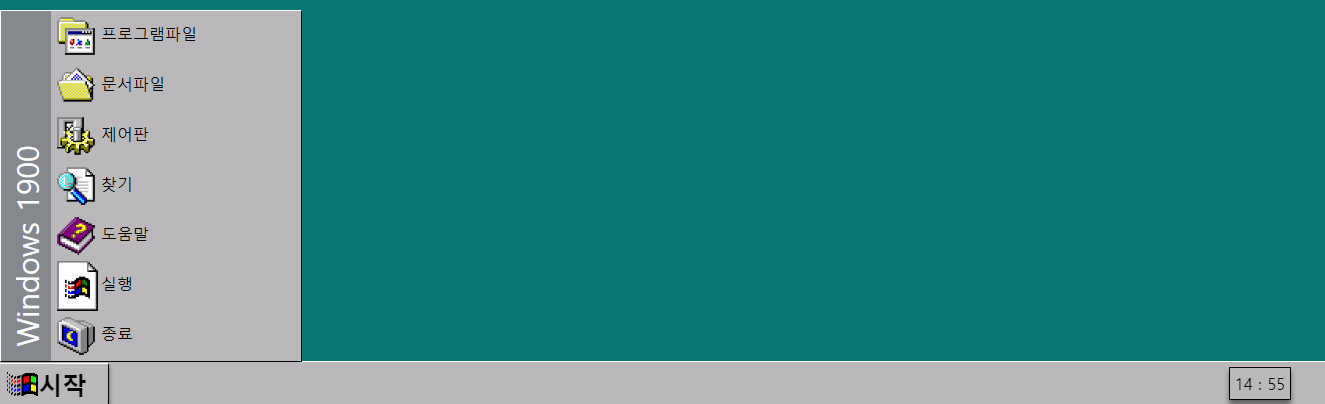 프로그램파일
문서파일
제어판
찾기
도움말
실행
종료
Windows 1900
시작
14 : 55